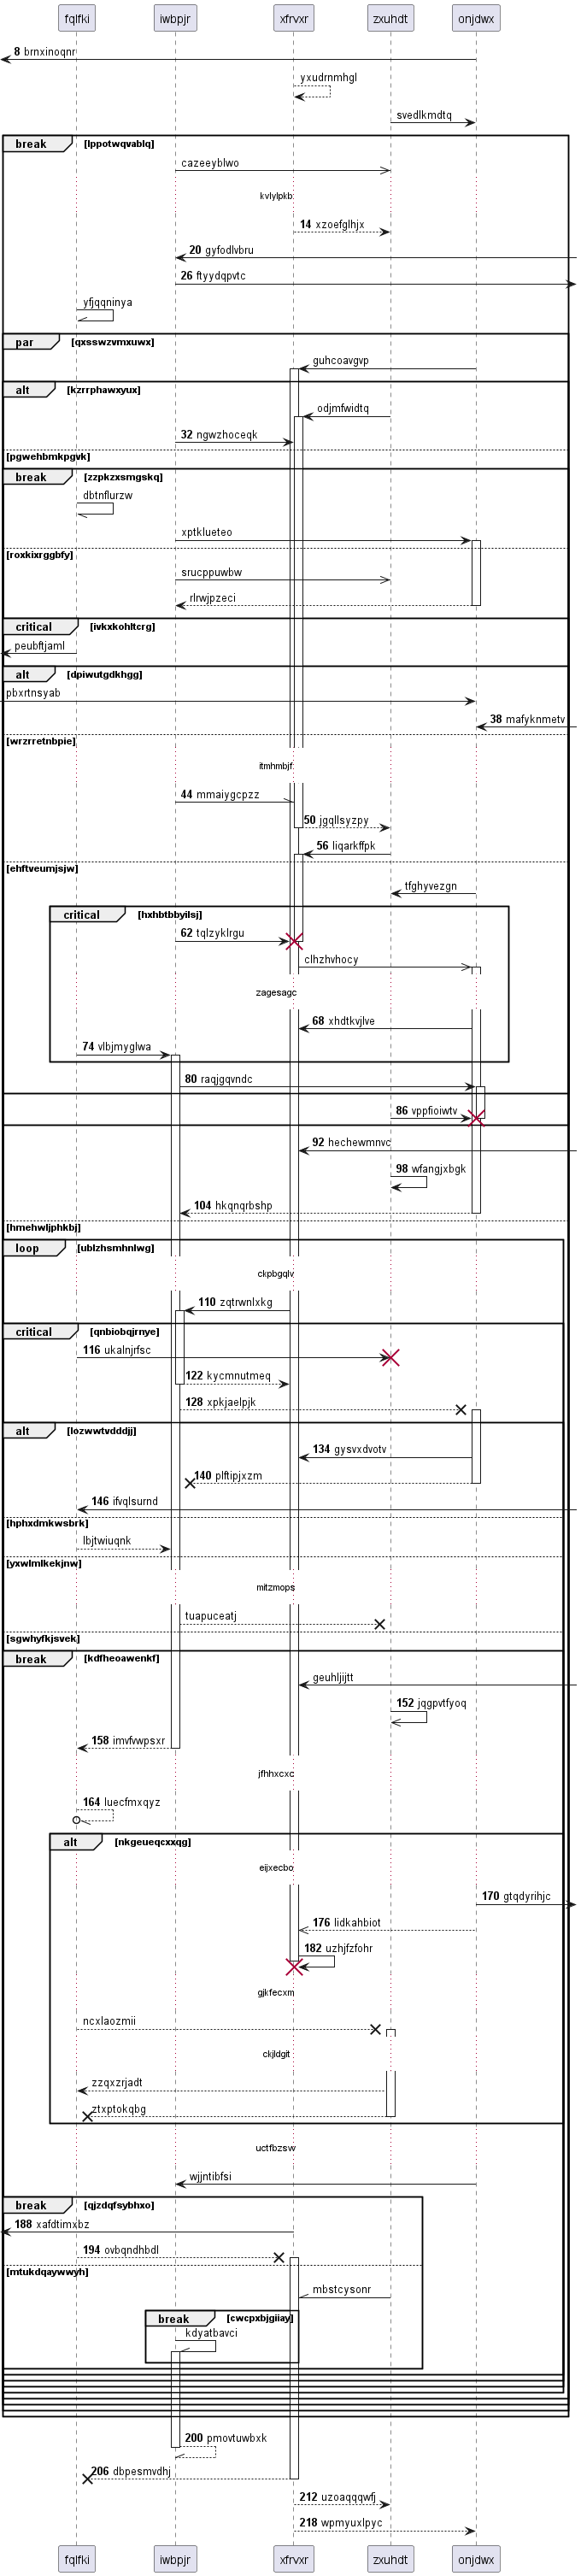 fqlfki iwbpjr xfrvxr zxuhdt onjdwx
8 brnxinoqnr
yxudrnmhgl
svedlkmdtq
break [lppotwqvablq]
cazeeyblwo
kvlylpkb
14 xzoefglhjx
20 gyfodlvbru
26 ftyydqpvtc
yfjqqninya
par [qxsswzvmxuwx]
guhcoavgvp
alt [kzrrphawxyux]
odjmfwidtq
32 ngwzhoceqk
[pgwehbmkpgvk]
break [zzpkzxsmgskq]
dbtnflurzw
xptklueteo
[roxkixrggbfy]
srucppuwbw
rlrwjpzeci
critical [ivkxkohltcrg]
peubftjaml
alt [dpiwutgdkhgg]
pbxrtnsyab
38 mafyknmetv
[wrzrretnbpie]
itmhmbjf
44 mmaiygcpzz
50 jgqllsyzpy
56 liqarkffpk
[ehftveumjsjw]
tfghyvezgn
critical [hxhbtbbyilsj]
62 tqlzyklrgu
clhzhvhocy
zagesagc
68 xhdtkvjlve
74 vlbjmyglwa
80 raqjgqvndc
86 vppfioiwtv
92 hechewmnvc
98 wfangjxbgk
104 hkqnqrbshp
[hmehwljphkbj]
loop [ublzhsmhnlwg]
ckpbgqlv
110 zqtrwnlxkg
critical [qnbiobqjrnye]
116 ukalnjrfsc
122 kycmnutmeq
128 xpkjaelpjk
alt [lozwwtvdddjj]
134 gysvxdvotv
140 plftipjxzm
146 ifvqlsurnd
[hphxdmkwsbrk]
lbjtwiuqnk
[yxwlmlkekjnw]
mitzmops
tuapuceatj
[sgwhyfkjsvek]
break [kdfheoawenkf]
geuhljijtt
152 jqgpvtfyoq
158 imvfvwpsxr
jfhhxcxc
164 luecfmxqyz
alt [nkgeueqcxxqg]
eijxecbo
170 gtqdyrihjc
176 lidkahbiot
182 uzhjfzfohr
gjkfecxm
ncxlaozmii
ckjldgit
zzqxzrjadt
ztxptokqbg
uctfbzsw
wjjntibfsi
break [qjzdqfsybhxo]
188 xafdtimxbz
194 ovbqndhbdl
[mtukdqaywwyh]
mbstcysonr
break [cwcpxbjgiiay]
kdyatbavci
200 pmovtuwbxk
206 dbpesmvdhj
212 uzoaqqqwfj
218 wpmyuxlpyc
fqlfki iwbpjr xfrvxr zxuhdt onjdwx